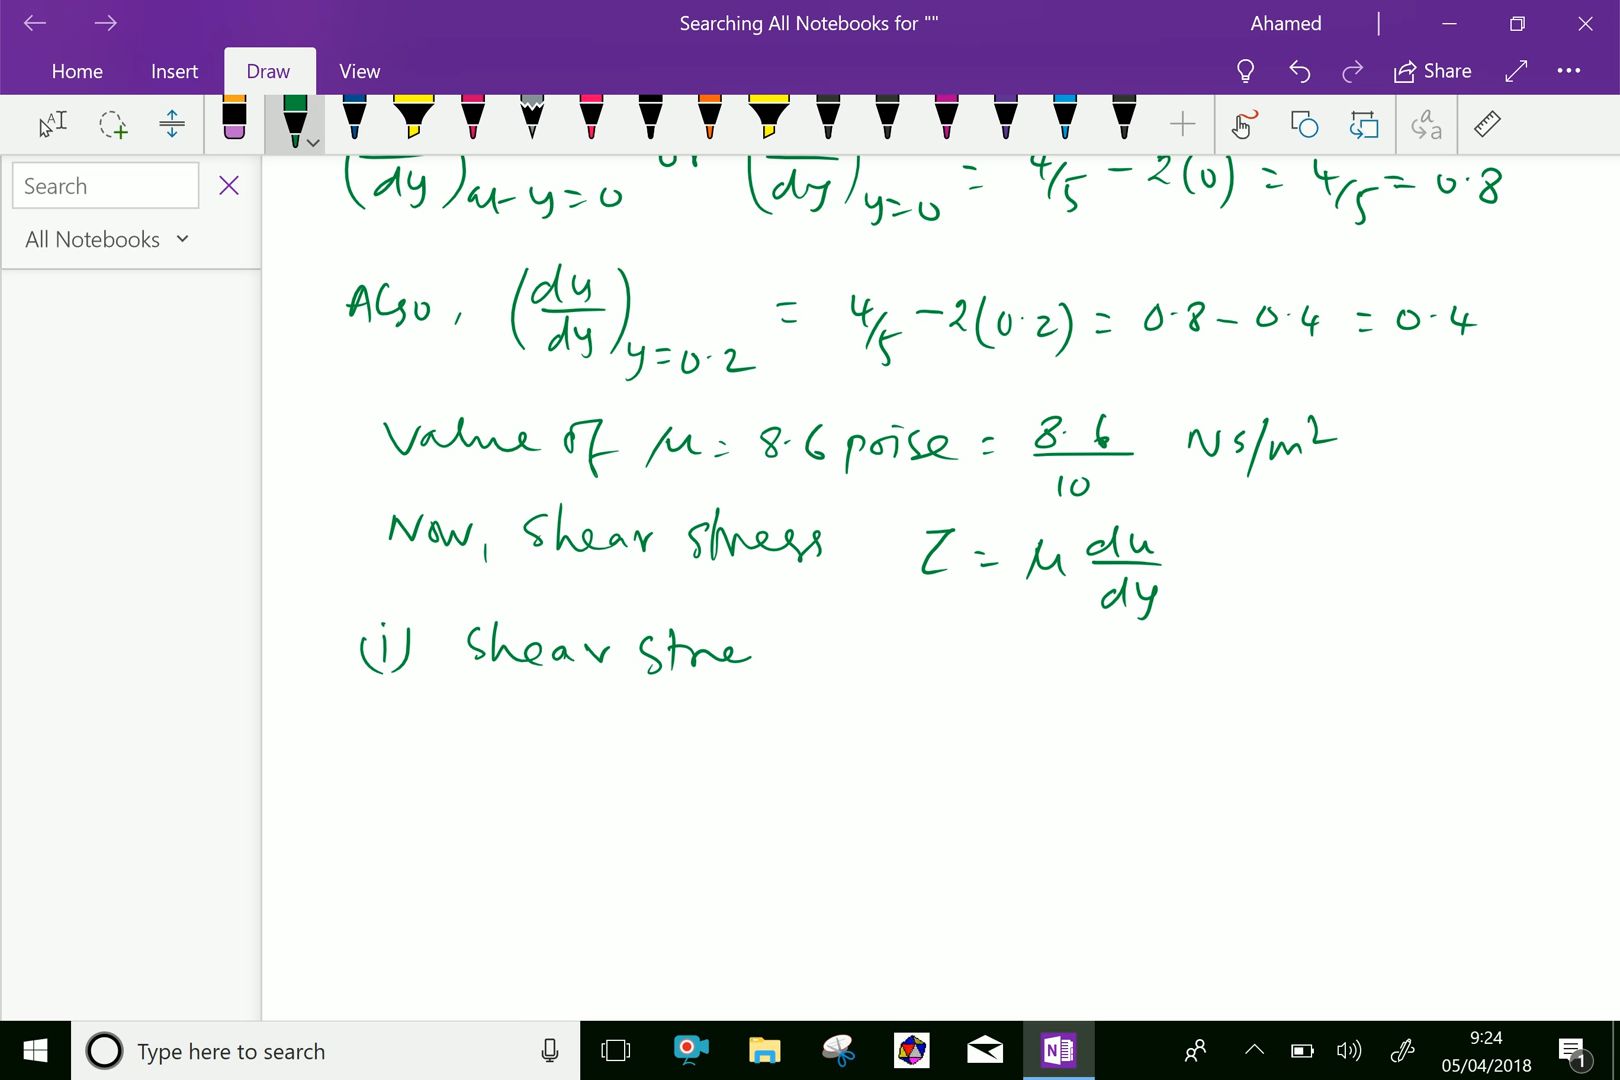 Searching All Notebooks for ""
Ahamed
Home Insert Draw View
Share
Search
All Notebooks
(dy) at y=0 or (dy) y=0 = 4/5 - 2(0) = 4/5 = 0.8
Also, (du/dy) y=0.2 = 4/5 - 2(0.2) = 0.8 - 0.4 = 0.4
Value of μ = 8.6 poise = 8.6/10 Ns/m²
Now, Shear stress τ = μ du/dy
(i) Shear stre
Type here to search
9:24
05/04/2018
1